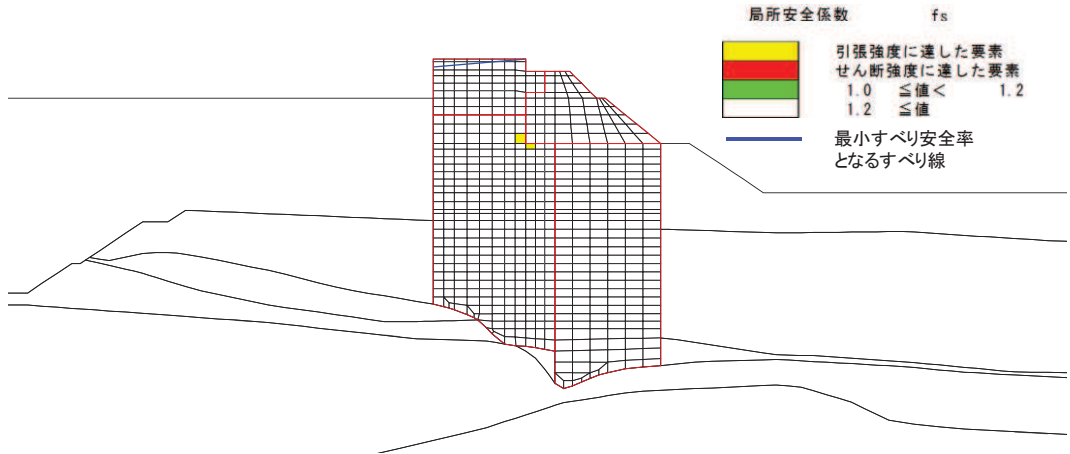 局所安全係数 fs
引張強度に達した要素
せん断強度に達した要素
1.0 ≦値< 1.2
1.2 ≦値
最小すべり安全率
となるすべり線